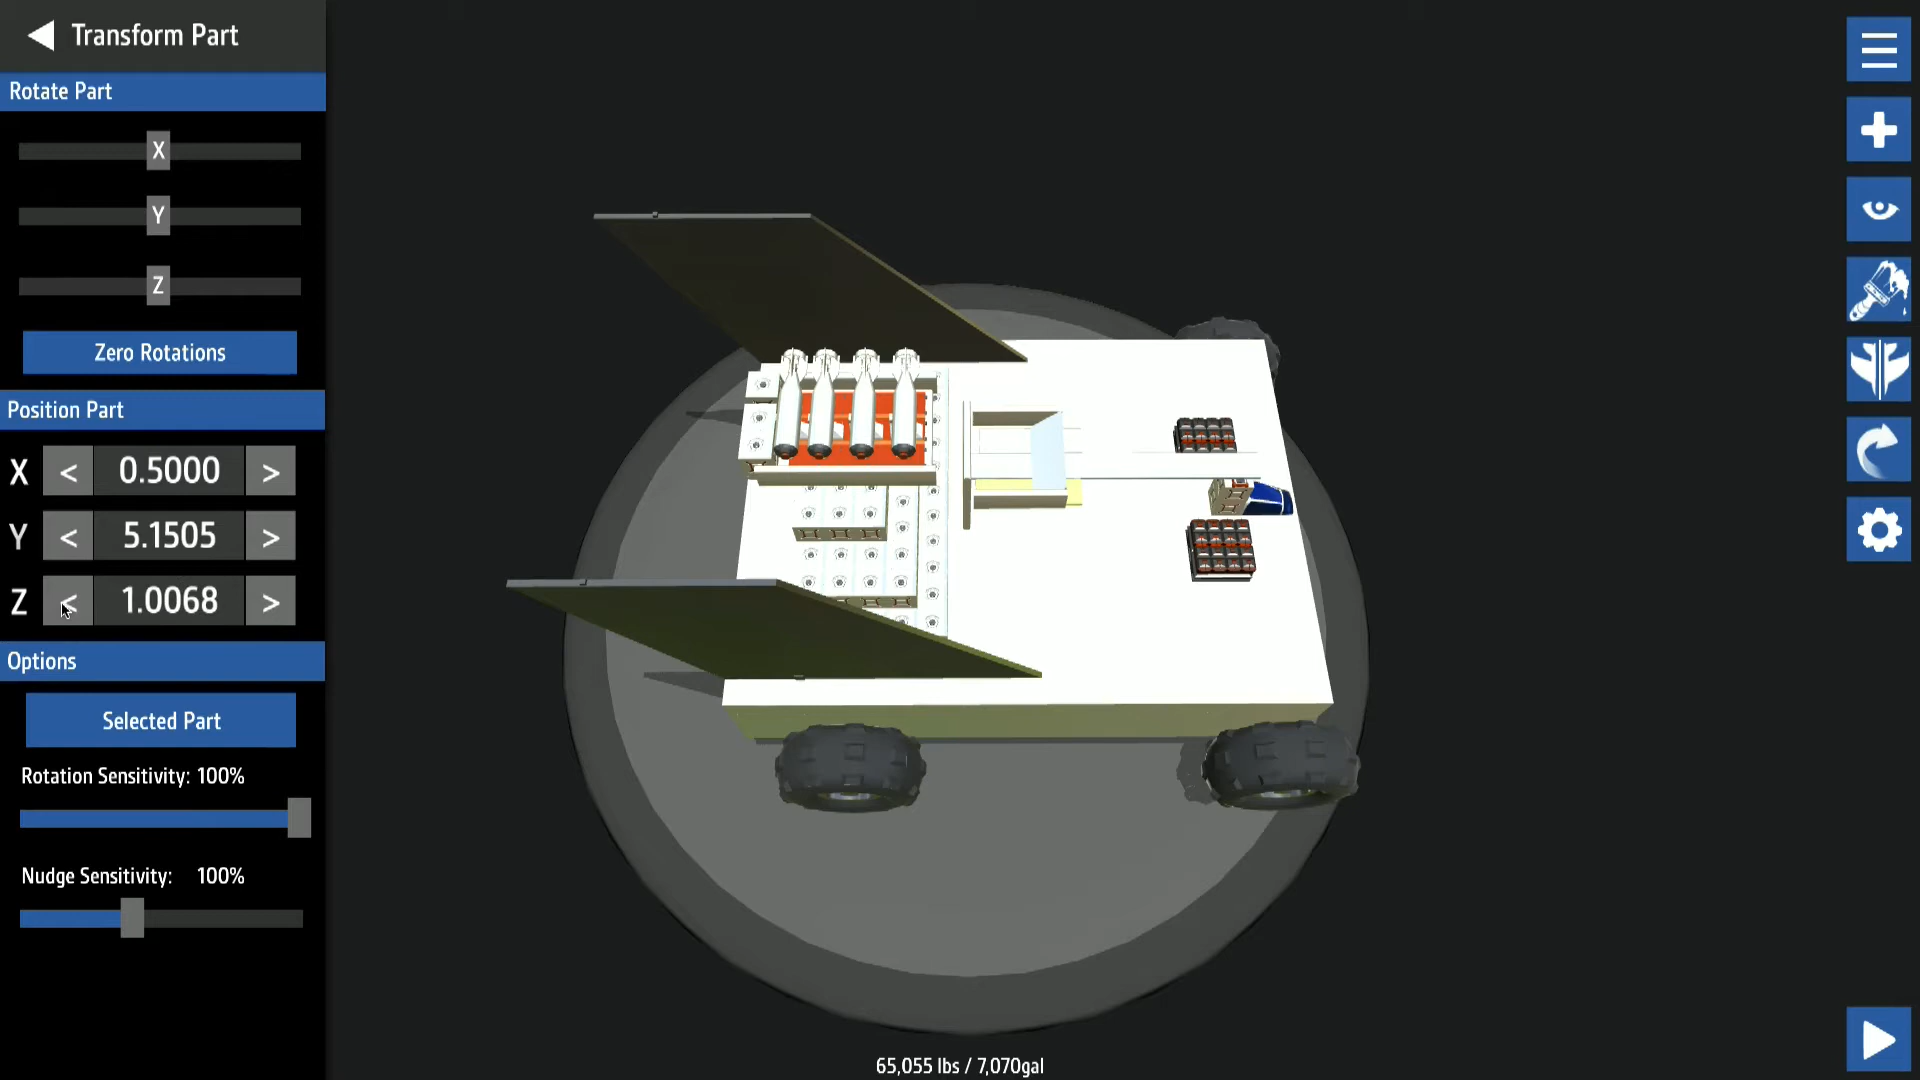 Transform Part
Rotate Part
X
Y
Z
Zero Rotations
Position Part
X < 0.5000 >
Y < 5.1505 >
Z < 1.0068 >
Options
Selected Part
Rotation Sensitivity: 100%
Nudge Sensitivity: 100%
65,055 lbs / 7,070gal